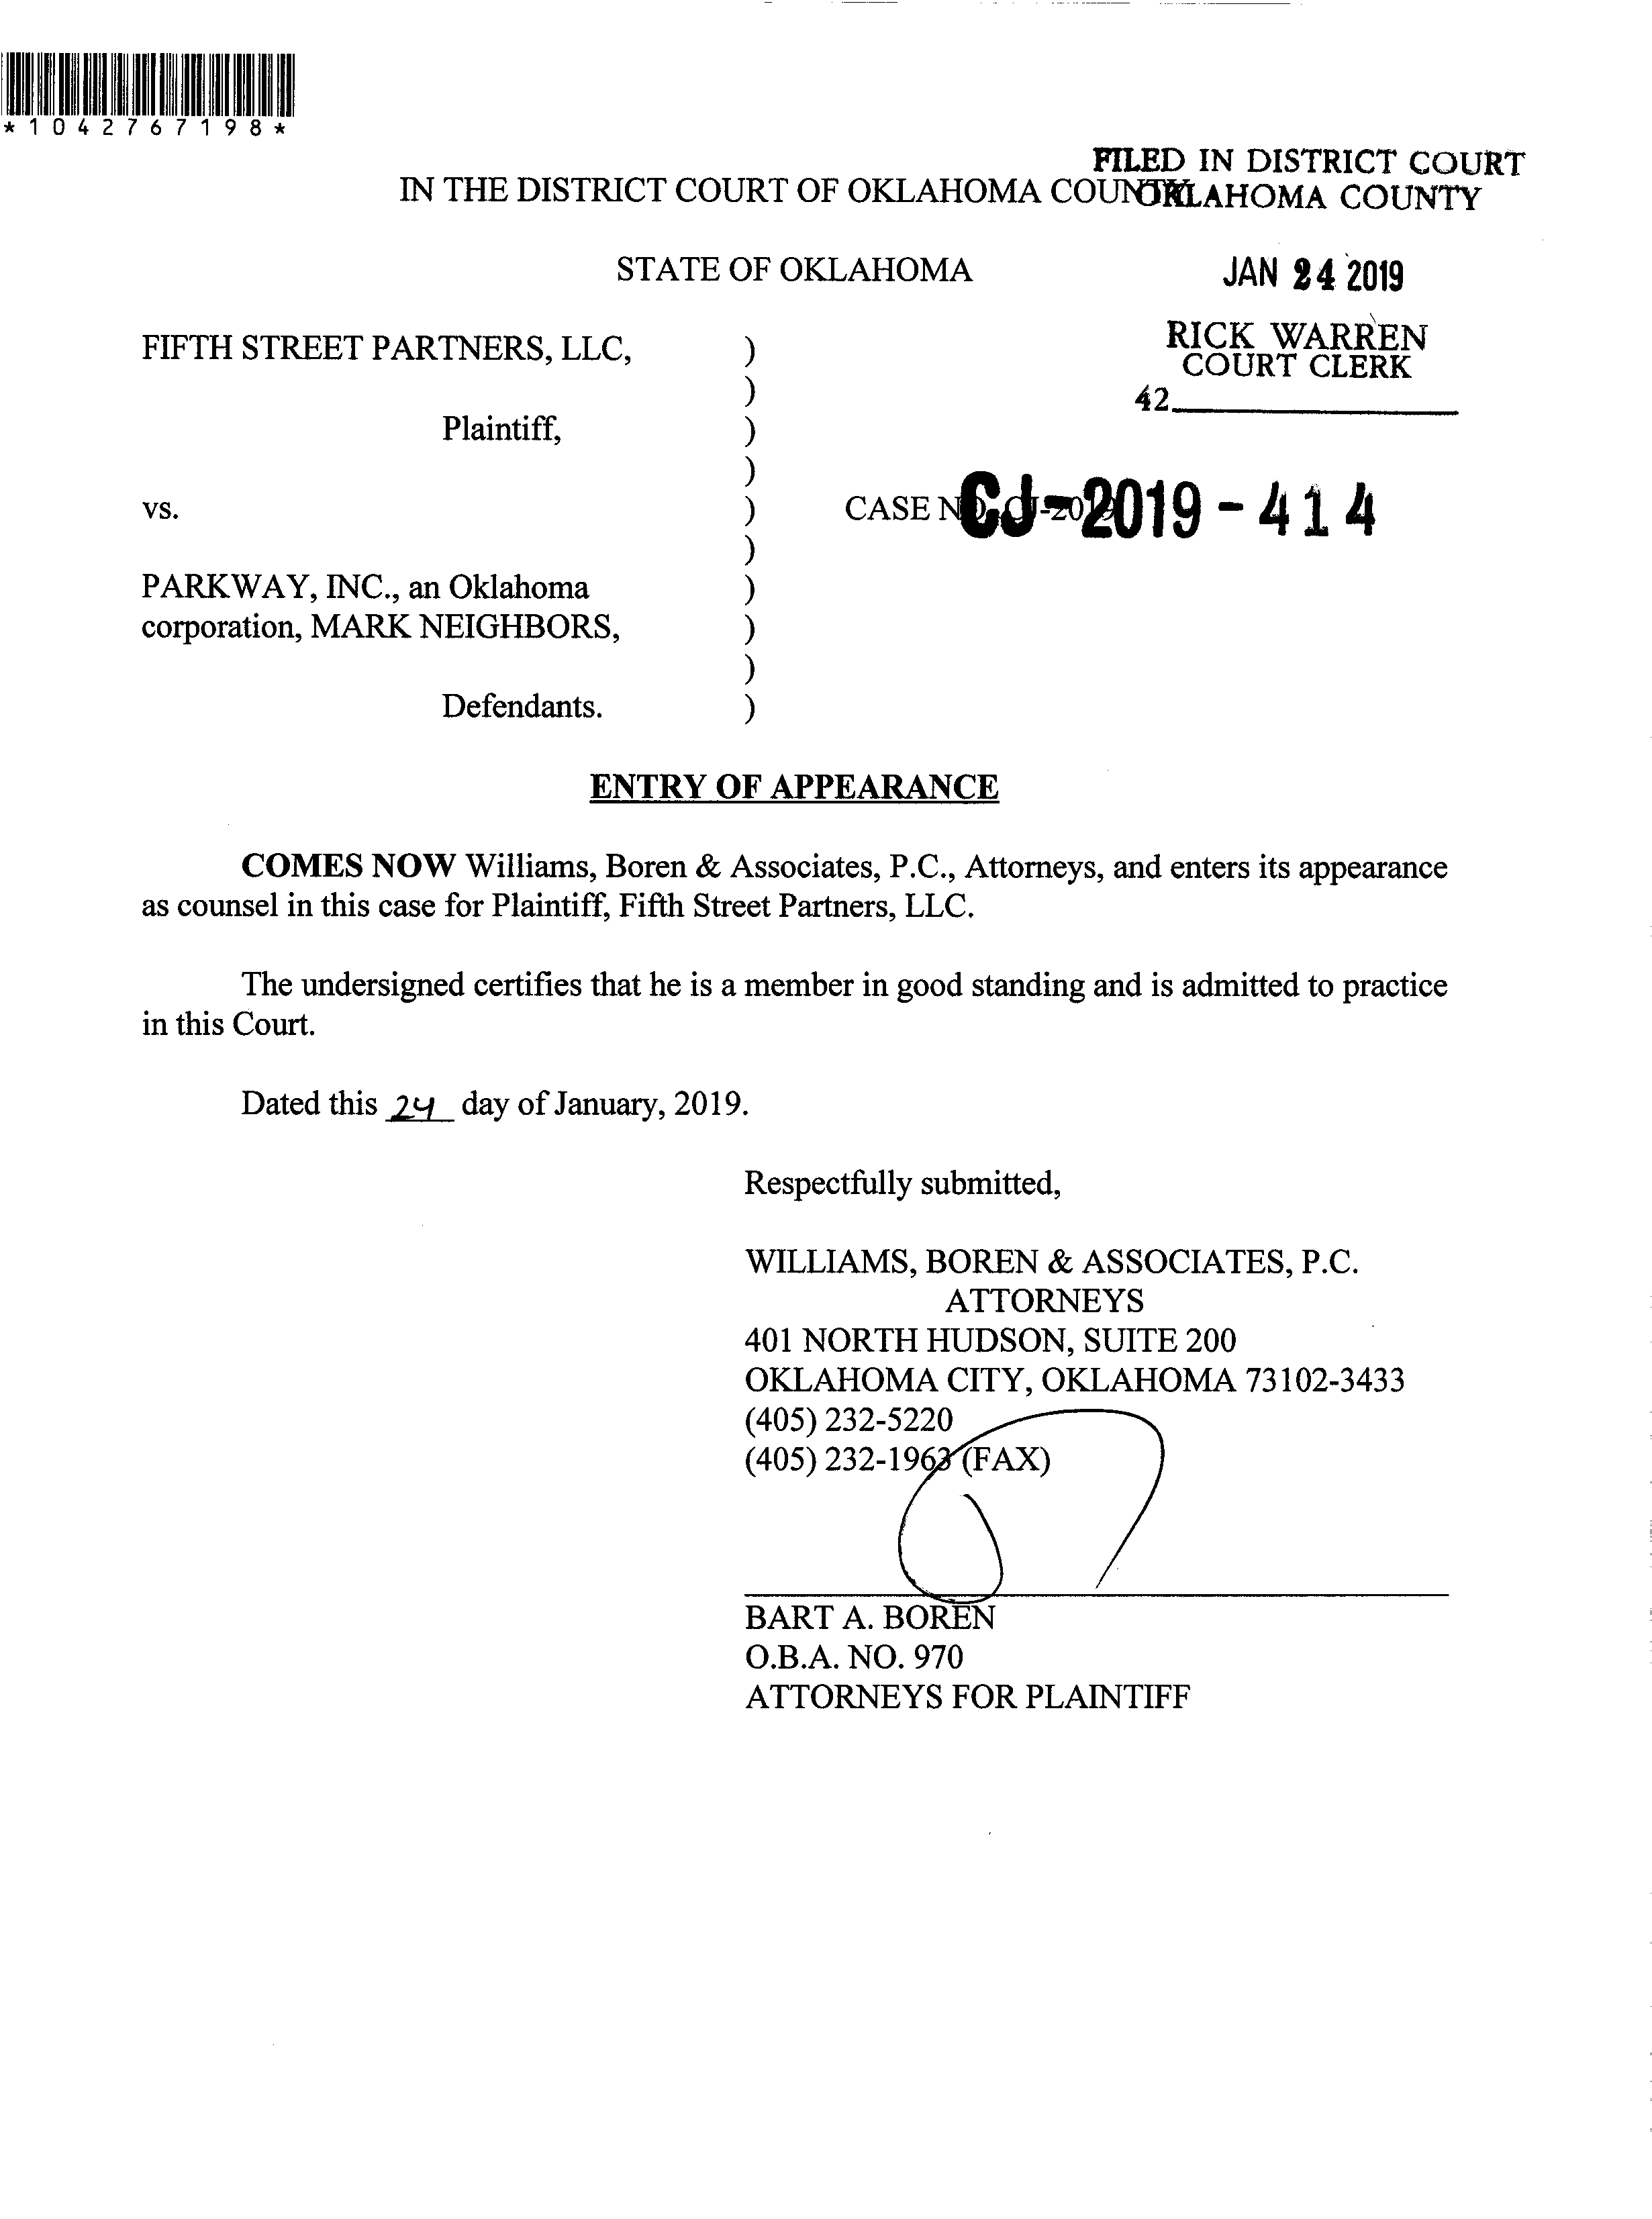 *1042767198*
FILED IN DISTRICT COURT
OKLAHOMA COUNTY
IN THE DISTRICT COURT OF OKLAHOMA COUNTY
STATE OF OKLAHOMA
JAN 24 2019
RICK WARREN
COURT CLERK
42
FIFTH STREET PARTNERS, LLC, )
)
Plaintiff, )
)
vs. ) CASE NO. CJ-2019
CJ-2019-414
)
PARKWAY, INC., an Oklahoma )
corporation, MARK NEIGHBORS, )
)
Defendants. )
ENTRY OF APPEARANCE
COMES NOW Williams, Boren & Associates, P.C., Attorneys, and enters its appearance
as counsel in this case for Plaintiff, Fifth Street Partners, LLC.
The undersigned certifies that he is a member in good standing and is admitted to practice
in this Court.
Dated this 24 day of January, 2019.
Respectfully submitted,
WILLIAMS, BOREN & ASSOCIATES, P.C.
ATTORNEYS
401 NORTH HUDSON, SUITE 200
OKLAHOMA CITY, OKLAHOMA 73102-3433
(405) 232-5220
(405) 232-1963 (FAX)
BART A. BOREN
O.B.A. NO. 970
ATTORNEYS FOR PLAINTIFF